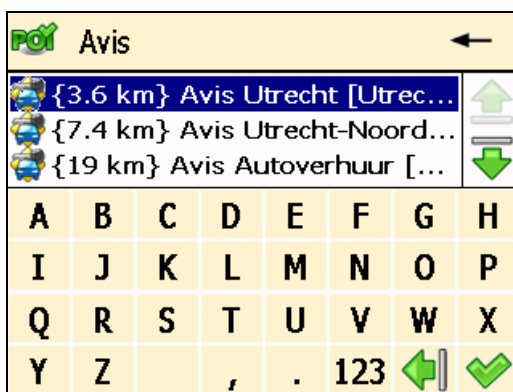 POI Avis
{3.6 km} Avis Utrecht [Utrec...
{7.4 km} Avis Utrecht-Noord...
{19 km} Avis Autoverhuur [...
A B C D E F G H
I J K L M N O P
Q R S T U V W X
Y Z , . 123